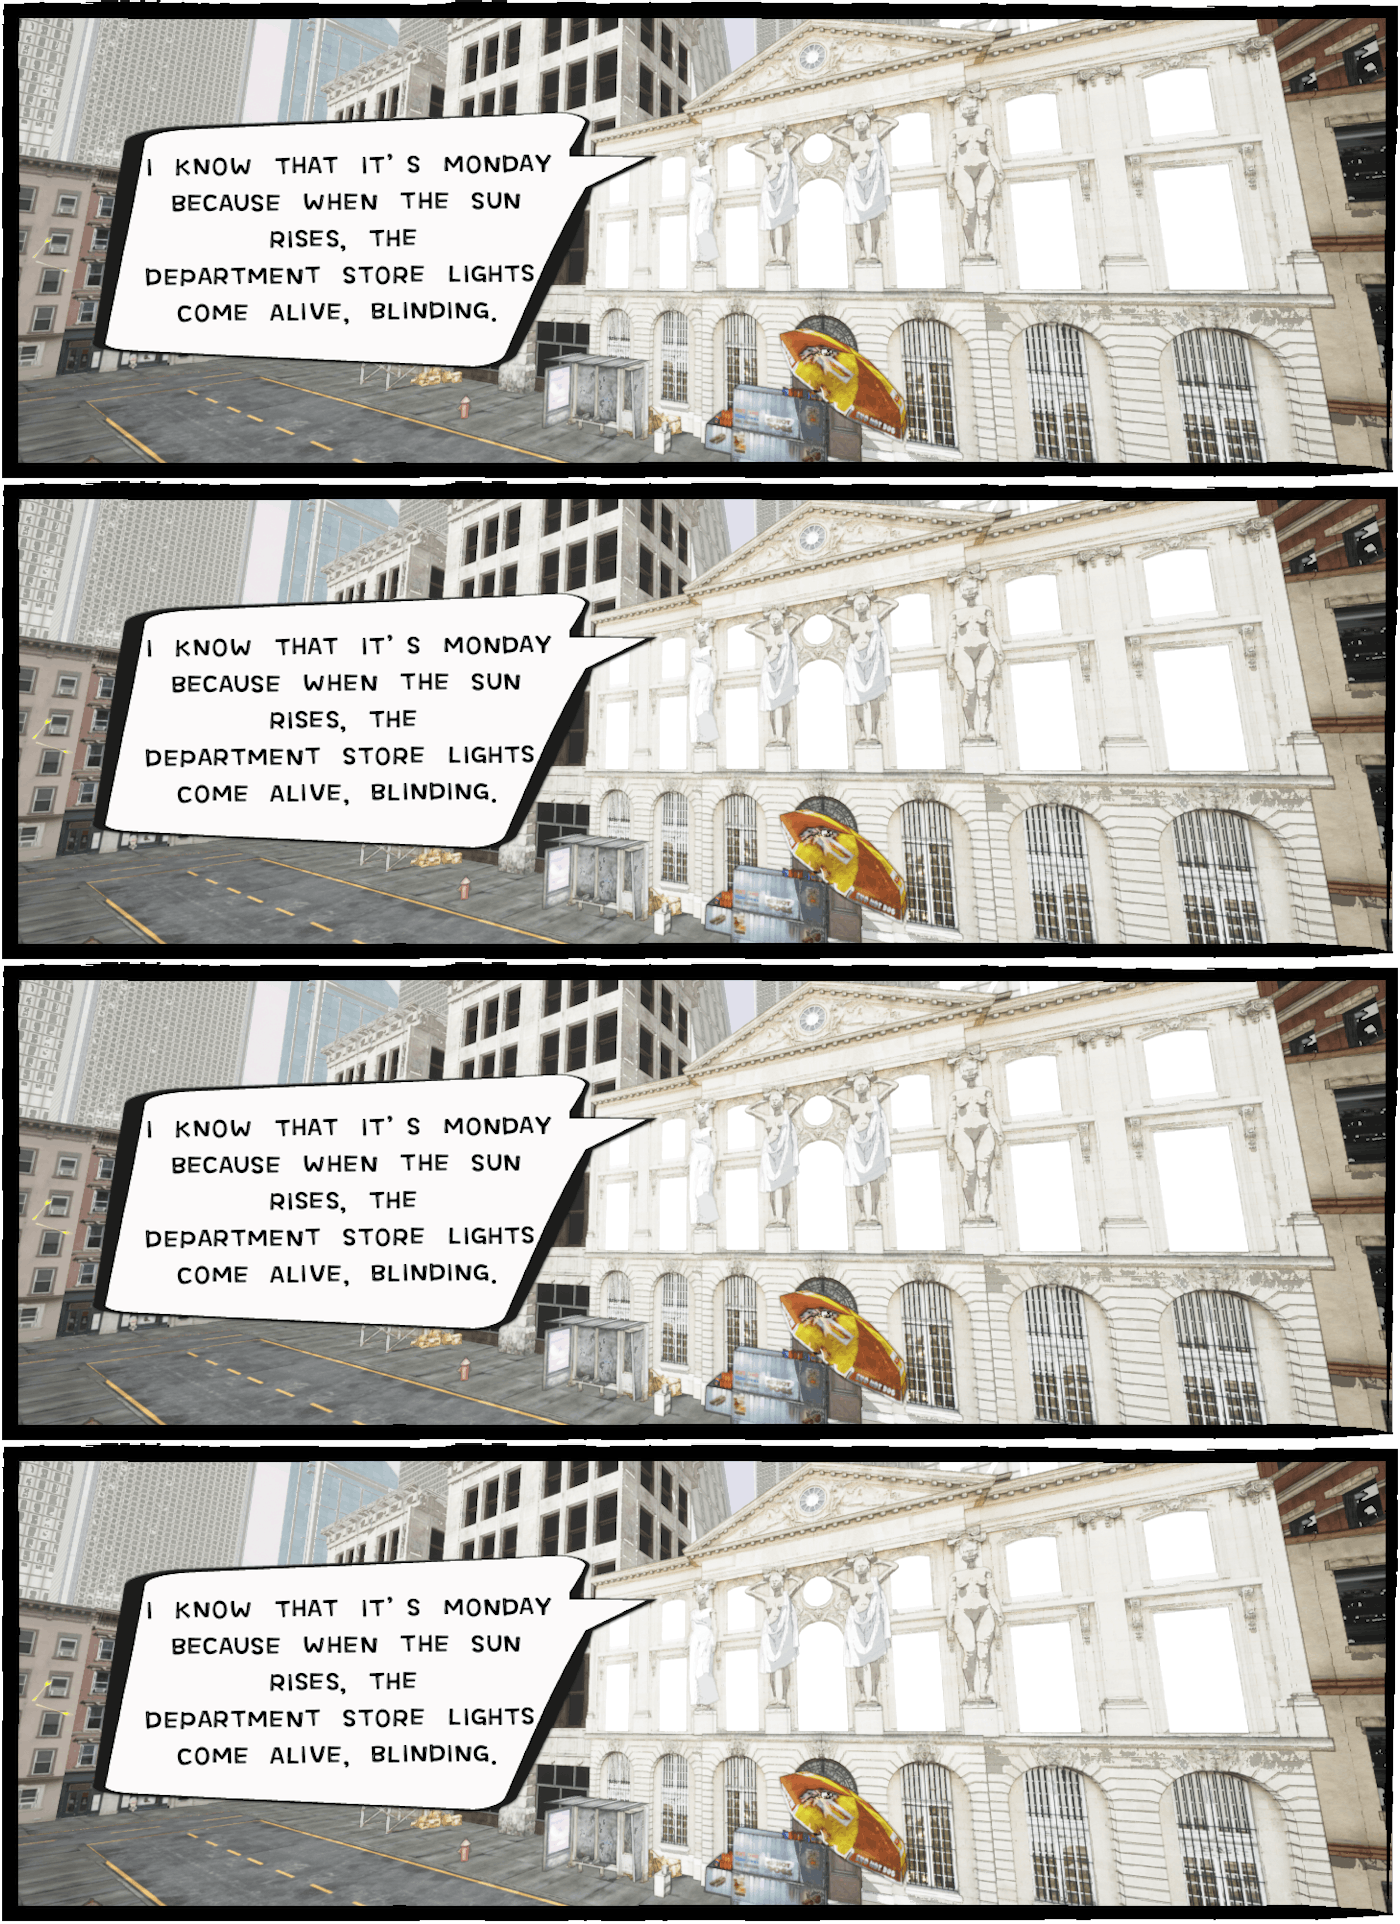 I KNOW THAT IT'S MONDAY
BECAUSE WHEN THE SUN
RISES, THE
DEPARTMENT STORE LIGHTS
COME ALIVE, BLINDING.
I KNOW THAT IT'S MONDAY
BECAUSE WHEN THE SUN
RISES, THE
DEPARTMENT STORE LIGHTS
COME ALIVE, BLINDING.
I KNOW THAT IT'S MONDAY
BECAUSE WHEN THE SUN
RISES, THE
DEPARTMENT STORE LIGHTS
COME ALIVE, BLINDING.
I KNOW THAT IT'S MONDAY
BECAUSE WHEN THE SUN
RISES, THE
DEPARTMENT STORE LIGHTS
COME ALIVE, BLINDING.